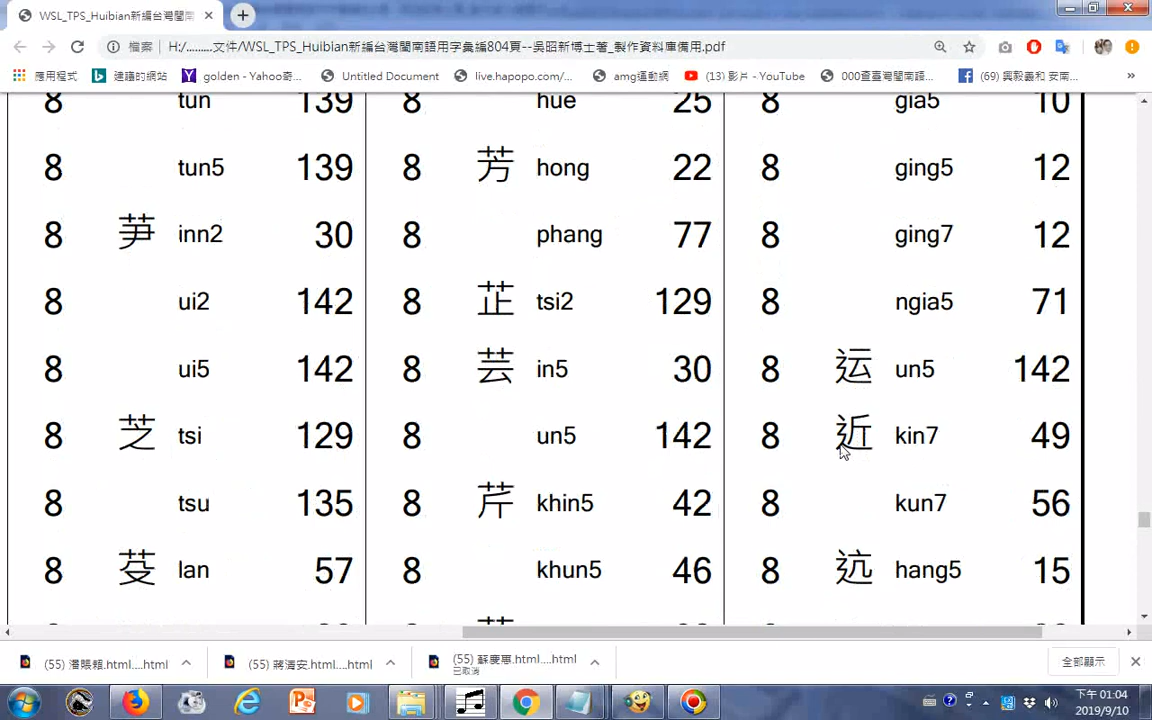 WSL_TPS_Huibian新編台灣閩南
檔案 H:/.........文件/WSL_TPS_Huibian新編台灣閩南語用字彙編804頁--吳昭新博士著_製作資料庫備用.pdf
應用程式 建議的網站 golden - Yahoo奇... Untitled Document live.hapopo.com/... amg運動網 (13) 影片 - YouTube 000查臺灣閩南語... (69) 興毅義和 安南... »
8 tun 139 8 hue 25 8 gia5 10
8 tun5 139 8 芳 hong 22 8 ging5 12
8 inn2 30 8 phang 77 8 ging7 12
8 ui2 142 8 芷 tsi2 129 8 ngia5 71
8 ui5 142 8 芸 in5 30 8 运 un5 142
8 芝 tsi 129 8 un5 142 8 近 kin7 49
8 tsu 135 8 芹 khin5 42 8 kun7 56
8 lan 57 8 khun5 46 8 迒 hang5 15
(55) 潘賜賴.html....html (55) 蔣海安.html....html (55) 蘇慶專.html....html 全部顯示
已取消
下午 01:04
2019/9/10